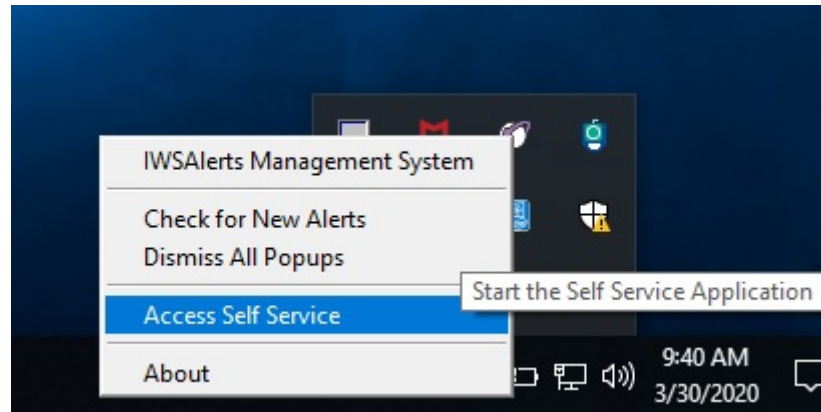 IWSAlerts Management System
Check for New Alerts
Dismiss All Popups
Start the Self Service Application
Access Self Service
About
9:40 AM
3/30/2020